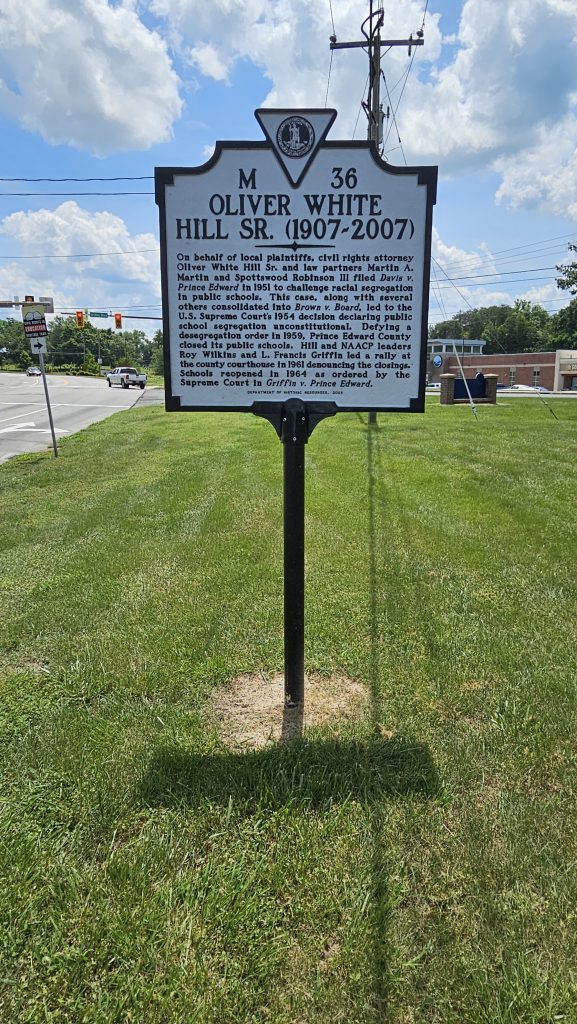 M 36
OLIVER WHITE
HILL SR. (1907-2007)
On behalf of local plaintiffs, civil rights attorney
Oliver White Hill Sr. and law partners Martin A.
Martin and Spottswood Robinson III filed Davis v.
Prince Edward in 1951 to challenge racial segregation
in public schools. This case, along with several
others consolidated into Brown v. Board, led to the
U.S. Supreme Court's 1954 decision declaring public
school segregation unconstitutional. Defying a
desegregation order in 1959, Prince Edward County
closed its public schools. Hill and NAACP leaders
Roy Wilkins and L. Francis Griffin led a rally at
the county courthouse in 1961 denouncing the closings.
Schools reopened in 1964 as ordered by the
Supreme Court in Griffin v. Prince Edward.
DEPARTMENT OF HISTORIC RESOURCES,